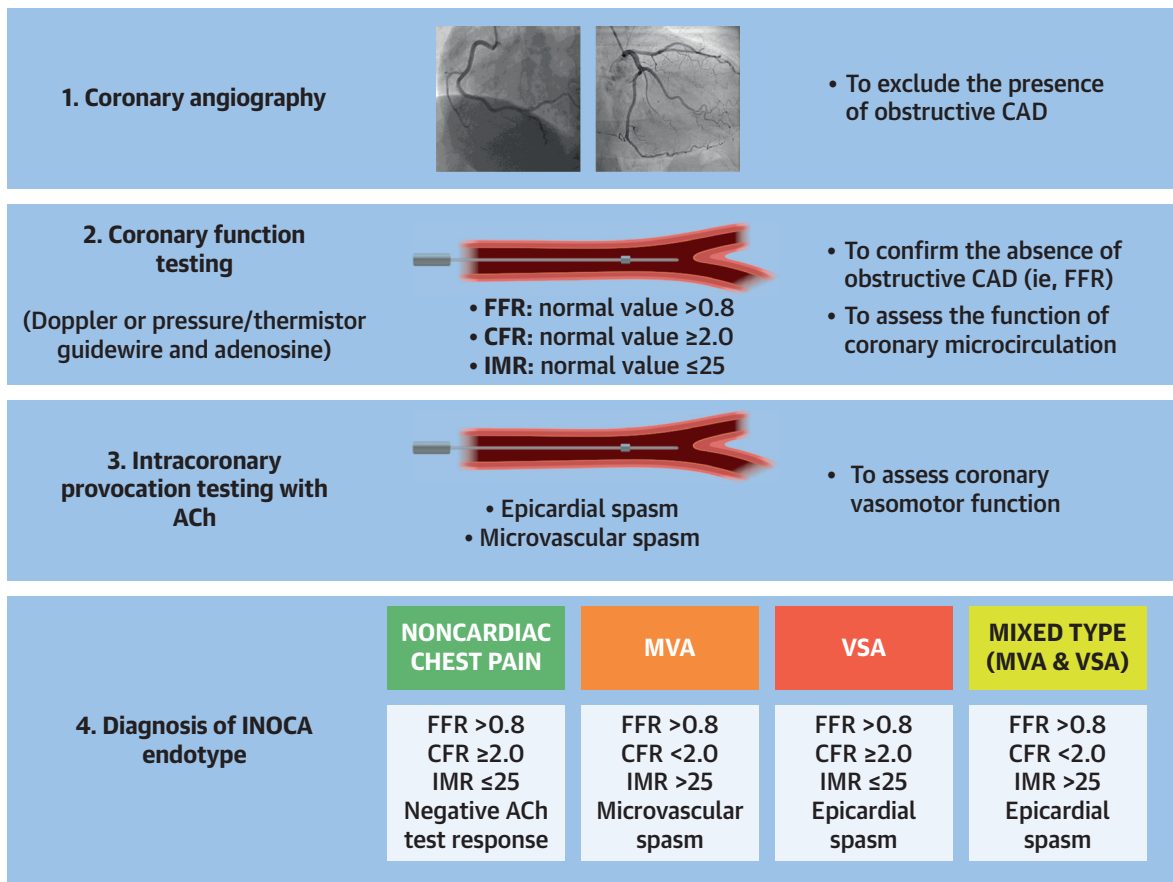 1. Coronary angiography
• To exclude the presence
of obstructive CAD
2. Coronary function
testing
(Doppler or pressure/thermistor
guidewire and adenosine)
• FFR: normal value >0.8
• CFR: normal value ≥2.0
• IMR: normal value ≤25
• To confirm the absence of
obstructive CAD (ie, FFR)
• To assess the function of
coronary microcirculation
3. Intracoronary
provocation testing with
ACh
• Epicardial spasm
• Microvascular spasm
• To assess coronary
vasomotor function
4. Diagnosis of INOCA
endotype
NONCARDIAC
CHEST PAIN
FFR >0.8
CFR ≥2.0
IMR ≤25
Negative ACh
test response
MVA
FFR >0.8
CFR <2.0
IMR >25
Microvascular
spasm
VSA
FFR >0.8
CFR ≥2.0
IMR ≤25
Epicardial
spasm
MIXED TYPE
(MVA & VSA)
FFR >0.8
CFR <2.0
IMR >25
Epicardial
spasm